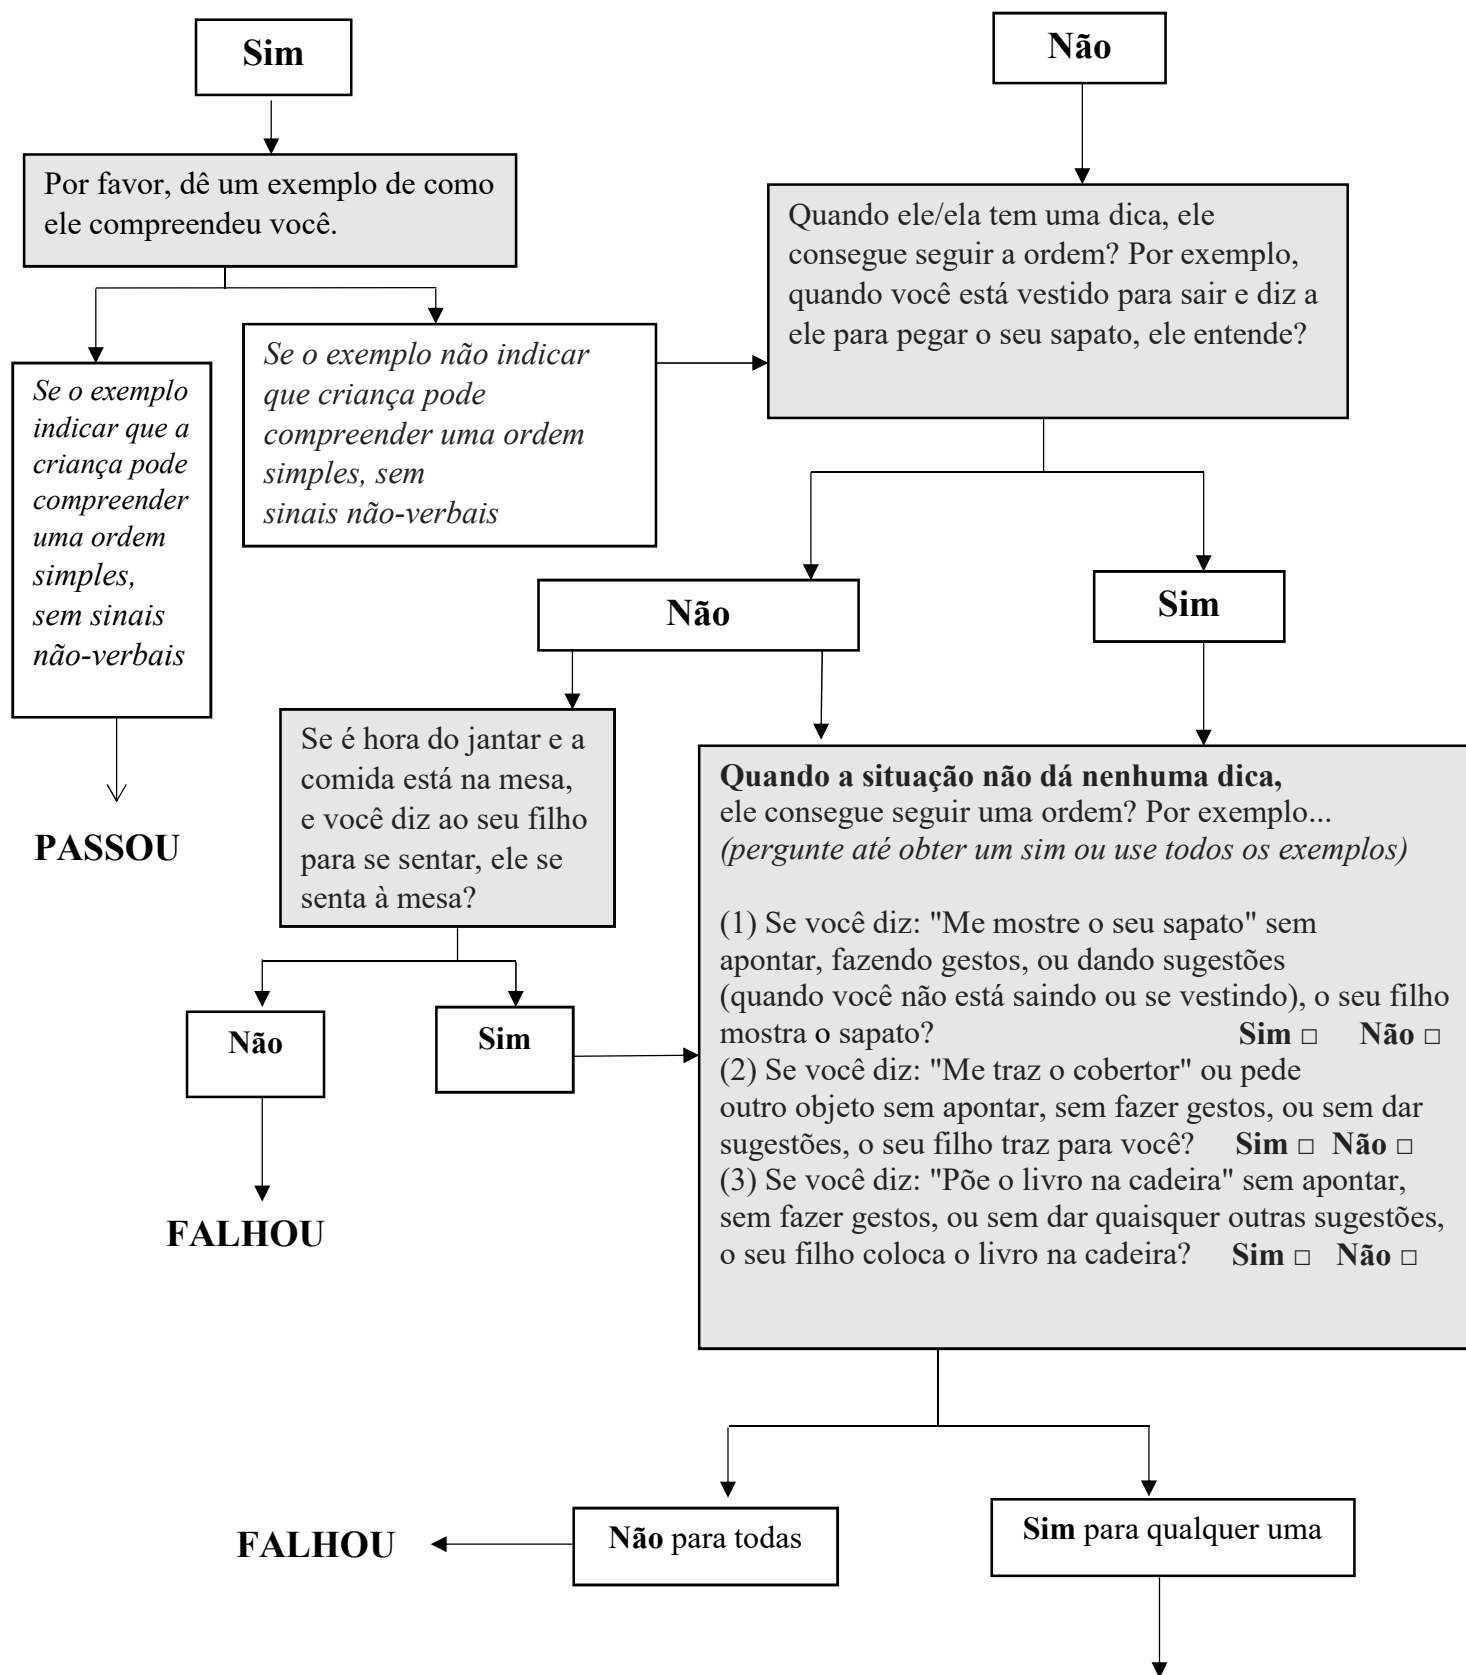 Sim
Não
Por favor, dê um exemplo de como
ele compreendeu você.
Quando ele/ela tem uma dica, ele
consegue seguir a ordem? Por exemplo,
quando você está vestido para sair e diz a
ele para pegar o seu sapato, ele entende?
Se o exemplo
indicar que a
criança pode
compreender
uma ordem
simples,
sem sinais
não-verbais
Se o exemplo não indicar
que criança pode
compreender uma ordem
simples, sem
sinais não-verbais
Não
Sim
PASSOU
Se é hora do jantar e a
comida está na mesa,
e você diz ao seu filho
para se sentar, ele se
senta à mesa?
Quando a situação não dá nenhuma dica,
ele consegue seguir uma ordem? Por exemplo...
(pergunte até obter um sim ou use todos os exemplos)
(1) Se você diz: "Me mostre o seu sapato" sem
apontar, fazendo gestos, ou dando sugestões
(quando você não está saindo ou se vestindo), o seu filho
mostra o sapato? Sim □ Não □
(2) Se você diz: "Me traz o cobertor" ou pede
outro objeto sem apontar, sem fazer gestos, ou sem dar
sugestões, o seu filho traz para você? Sim □ Não □
(3) Se você diz: "Põe o livro na cadeira" sem apontar,
sem fazer gestos, ou sem dar quaisquer outras sugestões,
o seu filho coloca o livro na cadeira? Sim □ Não □
Não
Sim
FALHOU
FALHOU
Não para todas
Sim para qualquer uma